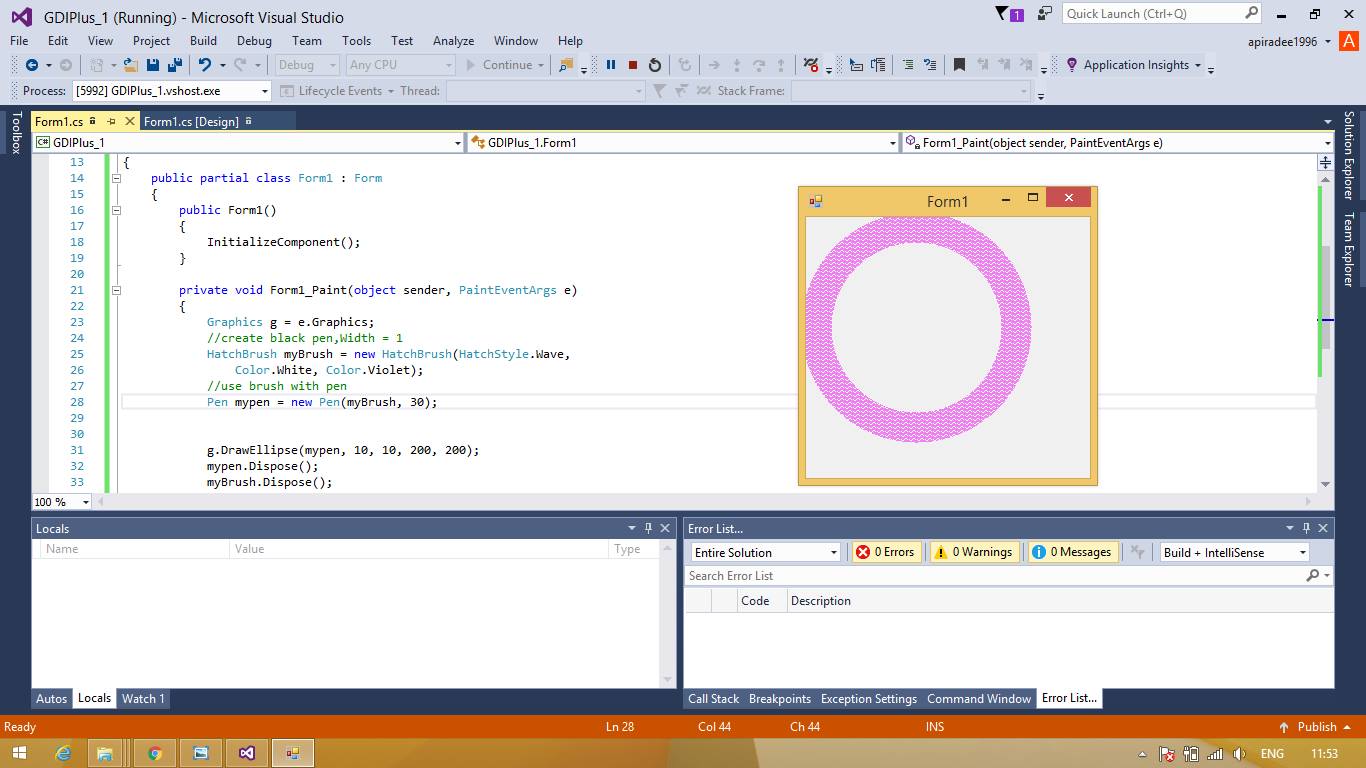 GDIPlus_1 (Running) - Microsoft Visual Studio
1
Quick Launch (Ctrl+Q)
File Edit View Project Build Debug Team Tools Test Analyze Window Help
apiradee1996 A
Debug Any CPU Continue Application Insights
Process: [5992] GDIPlus_1.vshost.exe Lifecycle Events Thread: Stack Frame:
Toolbox
Form1.cs Form1.cs [Design]
C# GDIPlus_1 GDIPlus_1.Form1 Form1_Paint(object sender, PaintEventArgs e)
13 {
14 public partial class Form1 : Form
15 {
16 public Form1()
17 {
18 InitializeComponent();
19 }
20
21 private void Form1_Paint(object sender, PaintEventArgs e)
22 {
23 Graphics g = e.Graphics;
24 //create black pen,Width = 1
25 HatchBrush myBrush = new HatchBrush(HatchStyle.Wave,
26 Color.White, Color.Violet);
27 //use brush with pen
28 Pen mypen = new Pen(myBrush, 30);
29
30
31 g.DrawEllipse(mypen, 10, 10, 200, 200);
32 mypen.Dispose();
33 myBrush.Dispose();
100 %
Form1
Solution Explorer
Team Explorer
Locals
Name Value Type
Autos Locals Watch 1
Error List...
Entire Solution 0 Errors 0 Warnings 0 Messages Build + IntelliSense
Search Error List
Code Description
Call Stack Breakpoints Exception Settings Command Window Error List...
Ready Ln 28 Col 44 Ch 44 INS Publish
ENG 11:53